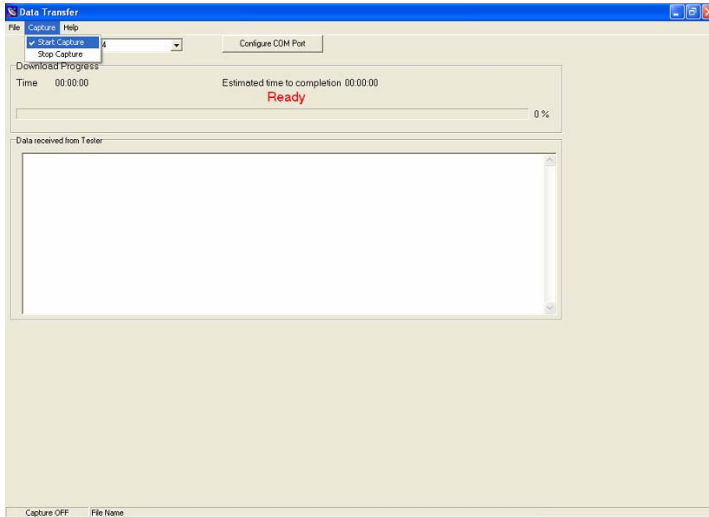 Data Transfer
File Capture Help
Start Capture
4
Configure COM Port
Stop Capture
Download Progress
Time 00:00:00 Estimated time to completion 00:00:00
Ready
0 %
Data received from Tester
Capture OFF File Name